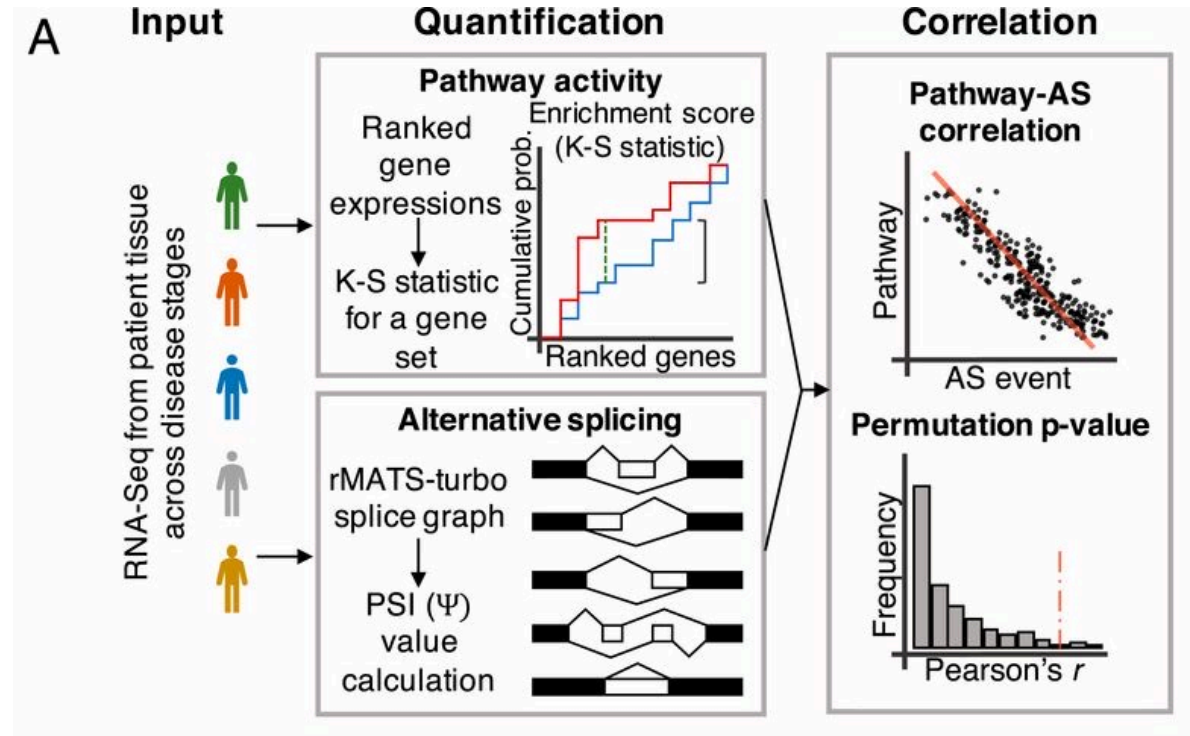 A
Input
Quantification
Correlation
RNA-Seq from patient tissue
across disease stages
Pathway activity
Ranked
gene
expressions
K-S statistic
for a gene
set
Enrichment score
(K-S statistic)
Cumulative prob.
Ranked genes
Alternative splicing
rMATS-turbo
splice graph
PSI (Ψ)
value
calculation
Pathway-AS
correlation
Pathway
AS event
Permutation p-value
Frequency
Pearson's r